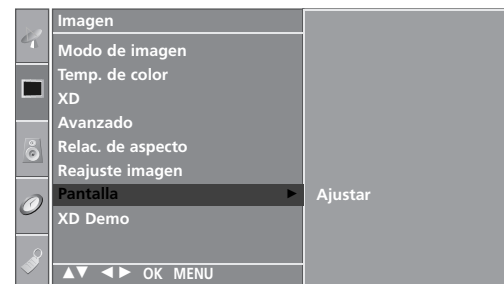 Imagen
Modo de imagen
Temp. de color
XD
Avanzado
Relac. de aspecto
Reajuste imagen
Pantalla ► Ajustar
XD Demo
▲▼ ◄► OK MENU